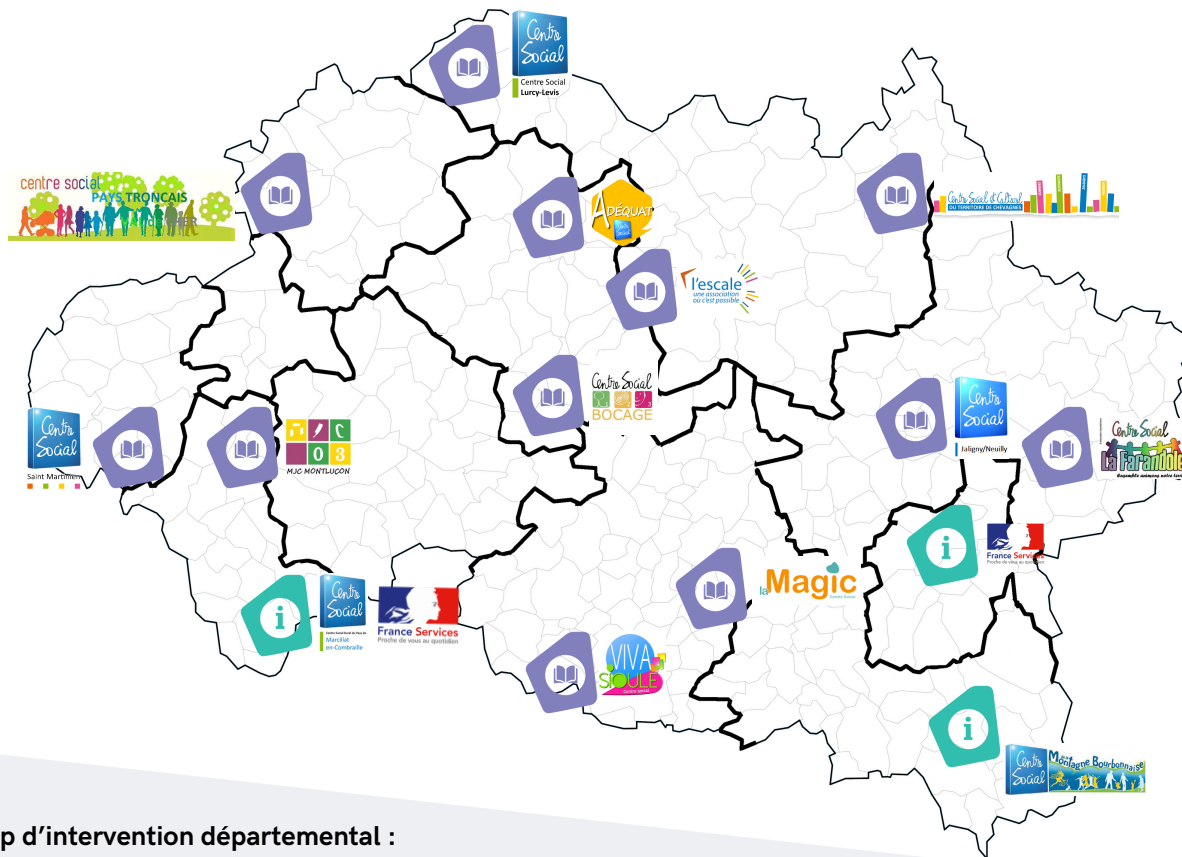 Centre
Social
Centre Social
Lurcy-Levis
centre social
PAYS TRONCAIS
ADÉQUAT
Centre Social et Culturel
DU TERRITOIRE DE CHEVAGNES
l'escale
une association
où c'est possible
Centre Social
BOCAGE
Centre
Social
Saint Martinien
MJC
03
MJC MONTLUÇON
Centre
Social
Jaligny/Neuilly
Centre Social
La Farandole
i
France Services
Proche de vous au quotidien
la Magic
Centre Social
i
Centre
Social
Marcillat
en-Combraille
France Services
Proche de vous au quotidien
VIVA
SIOULE
Centre social
i
Centre
Social
Montagne Bourbonnaise
p d'intervention départemental :